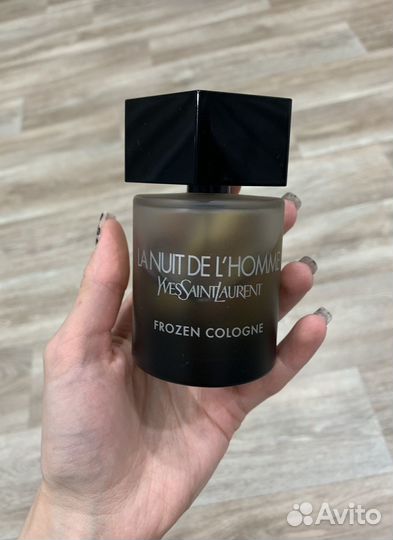 LA NUIT DE L'HOMME
YVESSAINTLAURENT
FROZEN COLOGNE
Avito